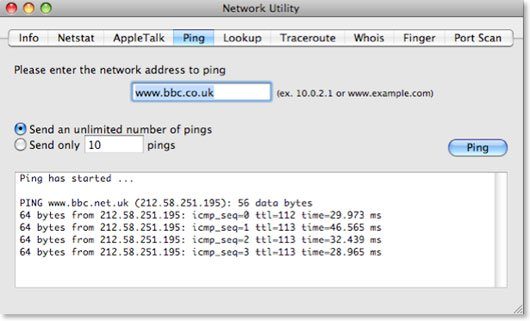 Network Utility
Info Netstat AppleTalk Ping Lookup Traceroute Whois Finger Port Scan
Please enter the network address to ping
www.bbc.co.uk (ex. 10.0.2.1 or www.example.com)
Send an unlimited number of pings
Send only 10 pings
Ping
Ping has started ...
PING www.bbc.net.uk (212.58.251.195): 56 data bytes
64 bytes from 212.58.251.195: icmp_seq=0 ttl=112 time=29.973 ms
64 bytes from 212.58.251.195: icmp_seq=1 ttl=113 time=46.565 ms
64 bytes from 212.58.251.195: icmp_seq=2 ttl=113 time=32.439 ms
64 bytes from 212.58.251.195: icmp_seq=3 ttl=113 time=28.965 ms